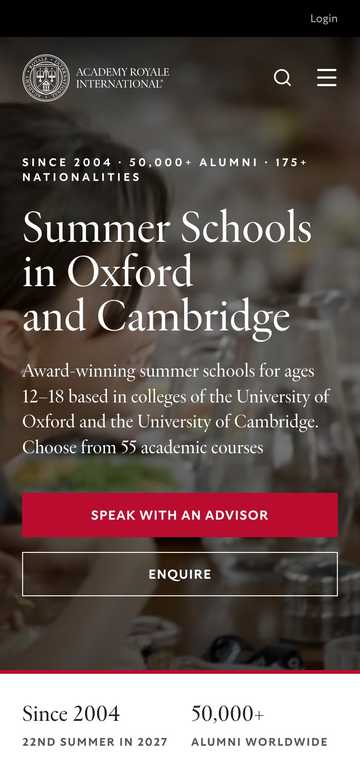 Login
ACADEMY ROYALE
INTERNATIONAL
SINCE 2004 · 50,000+ ALUMNI · 175+
NATIONALITIES
Summer Schools
in Oxford
and Cambridge
Award-winning summer schools for ages
12–18 based in colleges of the University of
Oxford and the University of Cambridge.
Choose from 55 academic courses
SPEAK WITH AN ADVISOR
ENQUIRE
Since 2004
22ND SUMMER IN 2027
50,000+
ALUMNI WORLDWIDE